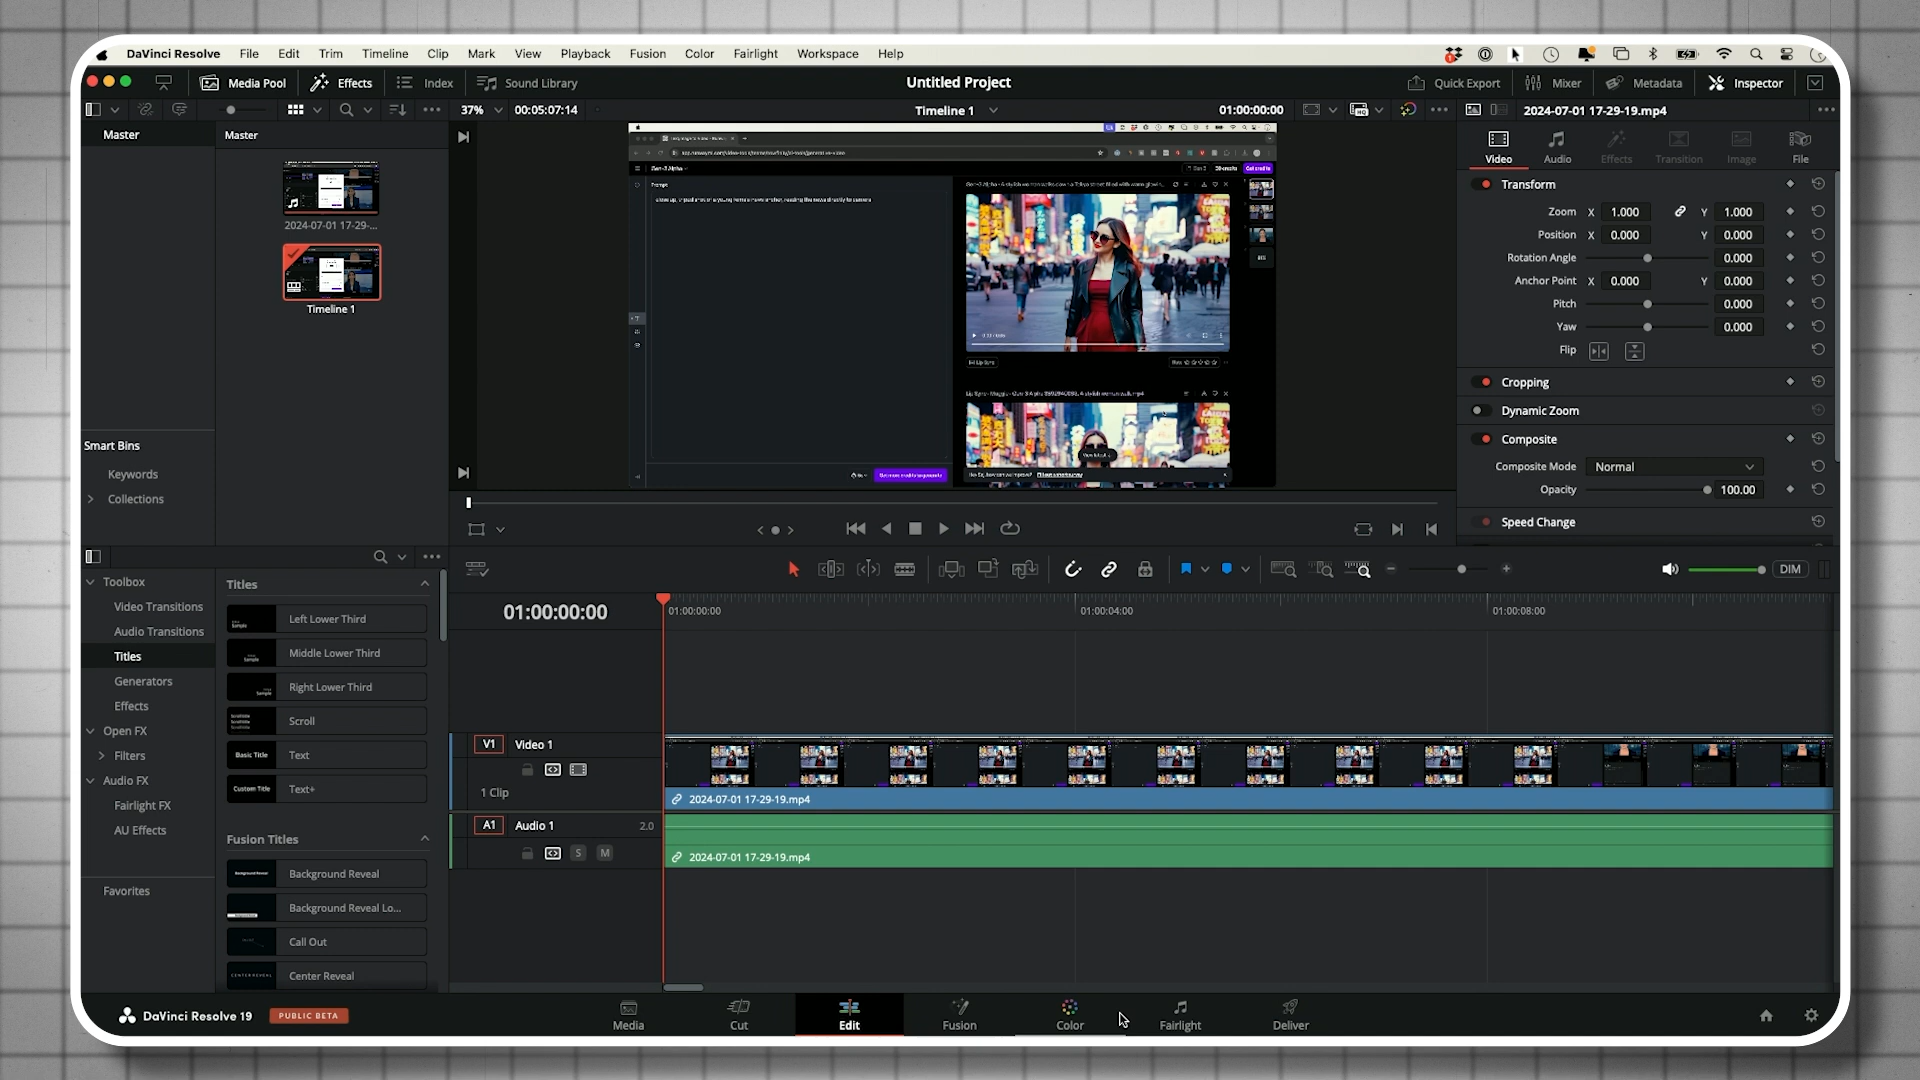 DaVinci Resolve File Edit Trim Timeline Clip Mark View Playback Fusion Color Fairlight Workspace Help
Media Pool Effects Index Sound Library Untitled Project Quick Export Mixer Metadata Inspector
37% 00:05:07:14 Timeline 1 01:00:00:00 2024-07-01 17-29-19.mp4
Master
Master
2024-07-01 17-29-...
Timeline 1
Smart Bins
Keywords
Collections
Gen-3 Alpha
Prompt
Video Audio Effects Transition Image File
Transform
Zoom X 1.000 Y 1.000
Position X 0.000 Y 0.000
Rotation Angle 0.000
Anchor Point X 0.000 Y 0.000
Pitch 0.000
Yaw 0.000
Flip
Cropping
Dynamic Zoom
Composite
Composite Mode Normal
Opacity 100.00
Speed Change
DIM
Toolbox
Video Transitions
Audio Transitions
Titles
Generators
Effects
Open FX
Filters
Audio FX
Fairlight FX
AU Effects
Favorites
Titles
Left Lower Third
Middle Lower Third
Right Lower Third
Scroll
Basic Title Text
Custom Title Text+
Fusion Titles
Background Reveal
Background Reveal Lo...
Call Out
CENTER REVEAL Center Reveal
01:00:00:00
01:00:00:00 01:00:04:00 01:00:08:00
V1 Video 1
1 Clip
2024-07-01 17-29-19.mp4
A1 Audio 1 2.0
S M
2024-07-01 17-29-19.mp4
DaVinci Resolve 19 PUBLIC BETA
Media Cut Edit Fusion Color Fairlight Deliver